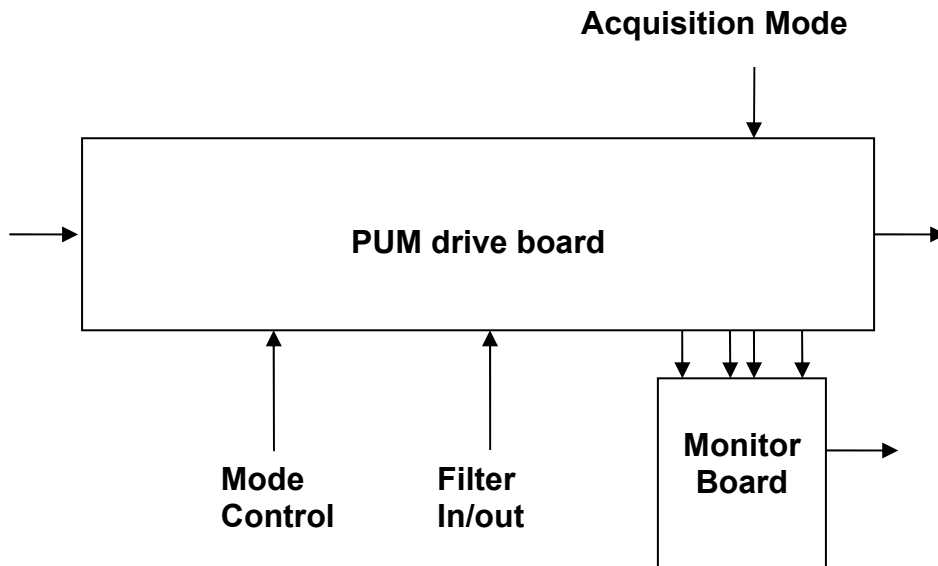 Acquisition Mode
PUM drive board
Mode
Control
Filter
In/out
Monitor
Board